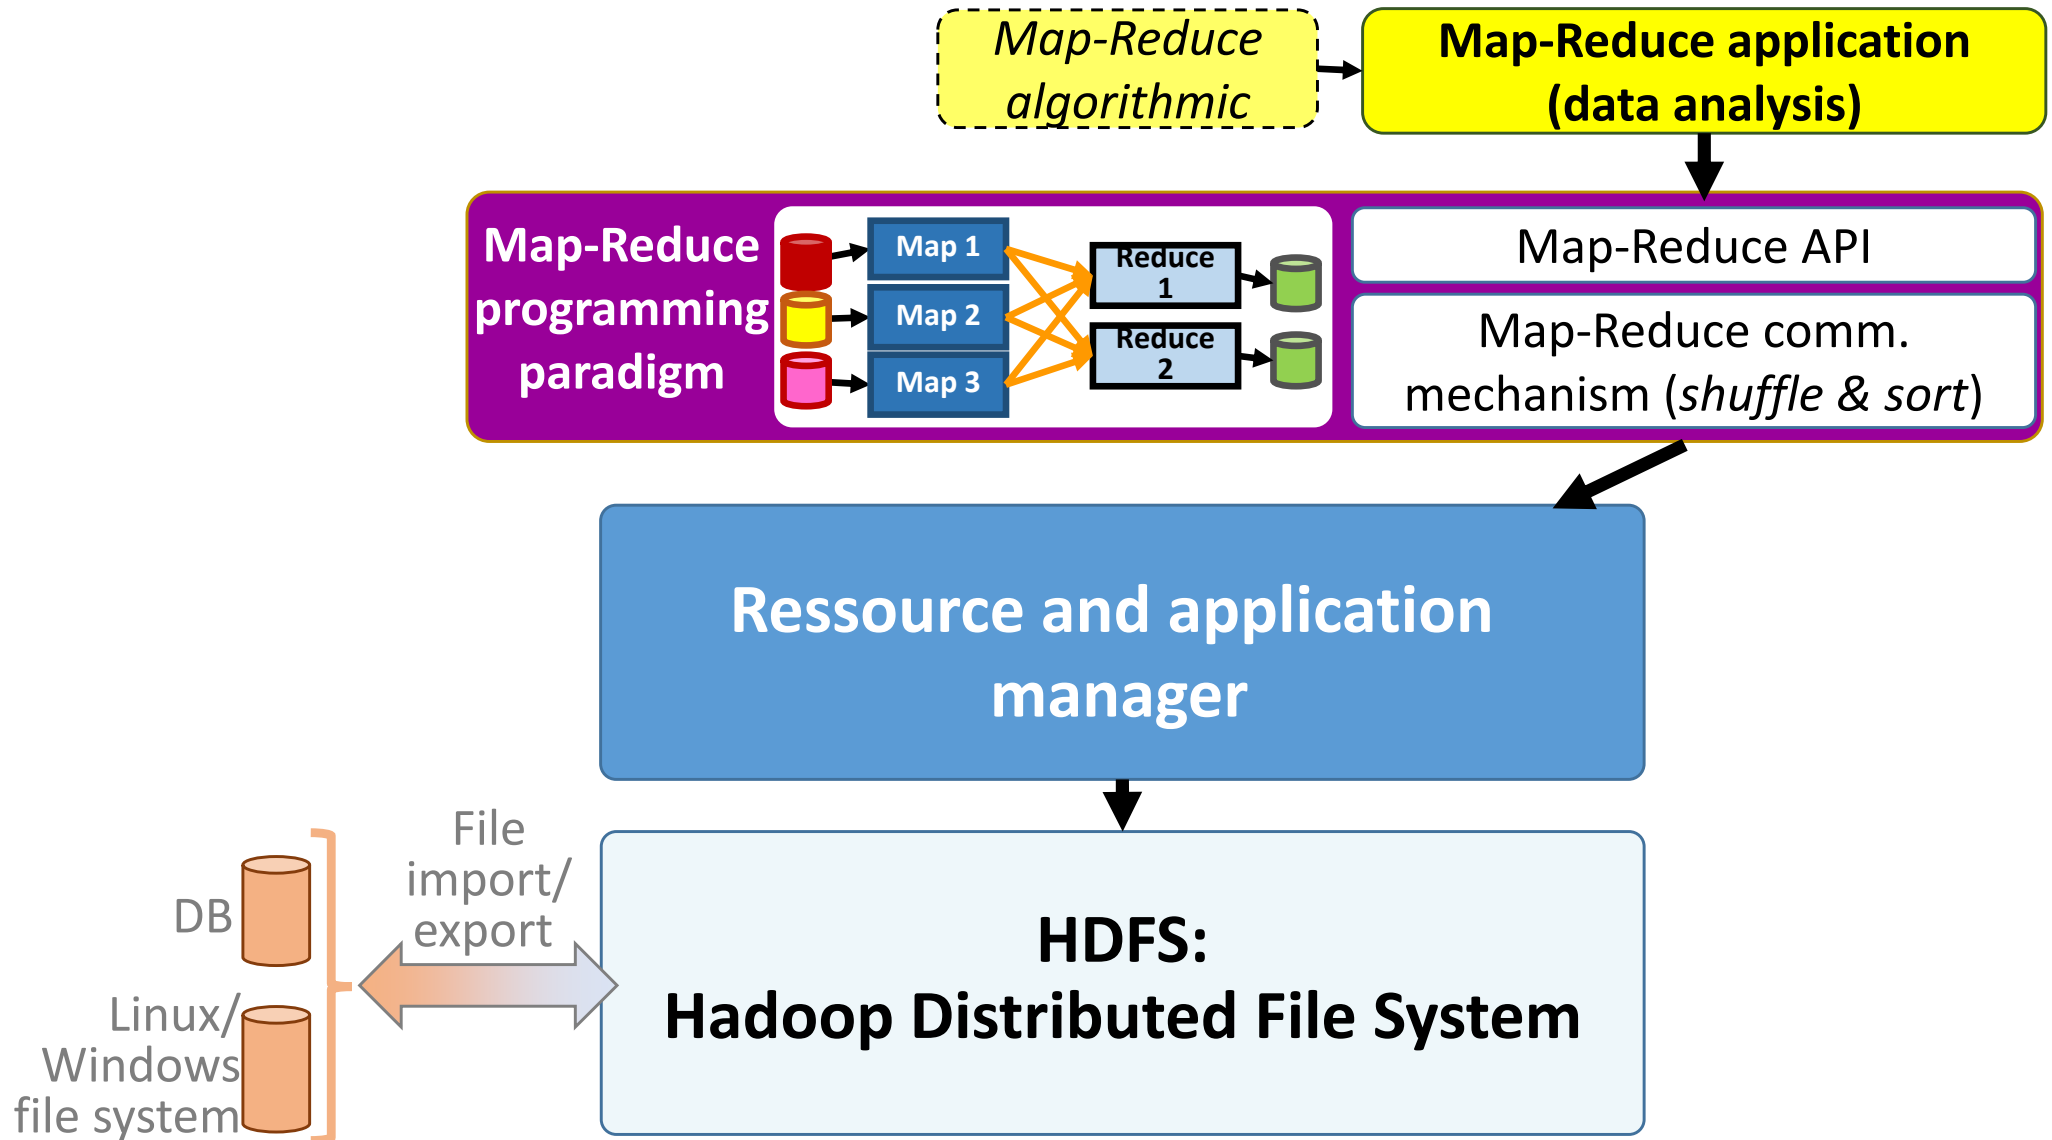 Map-Reduce
algorithmic
Map-Reduce application
(data analysis)
Map-Reduce
programming
paradigm
Map 1
Map 2
Map 3
Reduce
1
Reduce
2
Map-Reduce API
Map-Reduce comm.
mechanism (shuffle & sort)
Ressource and application
manager
File
import/
export
DB
Linux/
Windows
file system
HDFS:
Hadoop Distributed File System